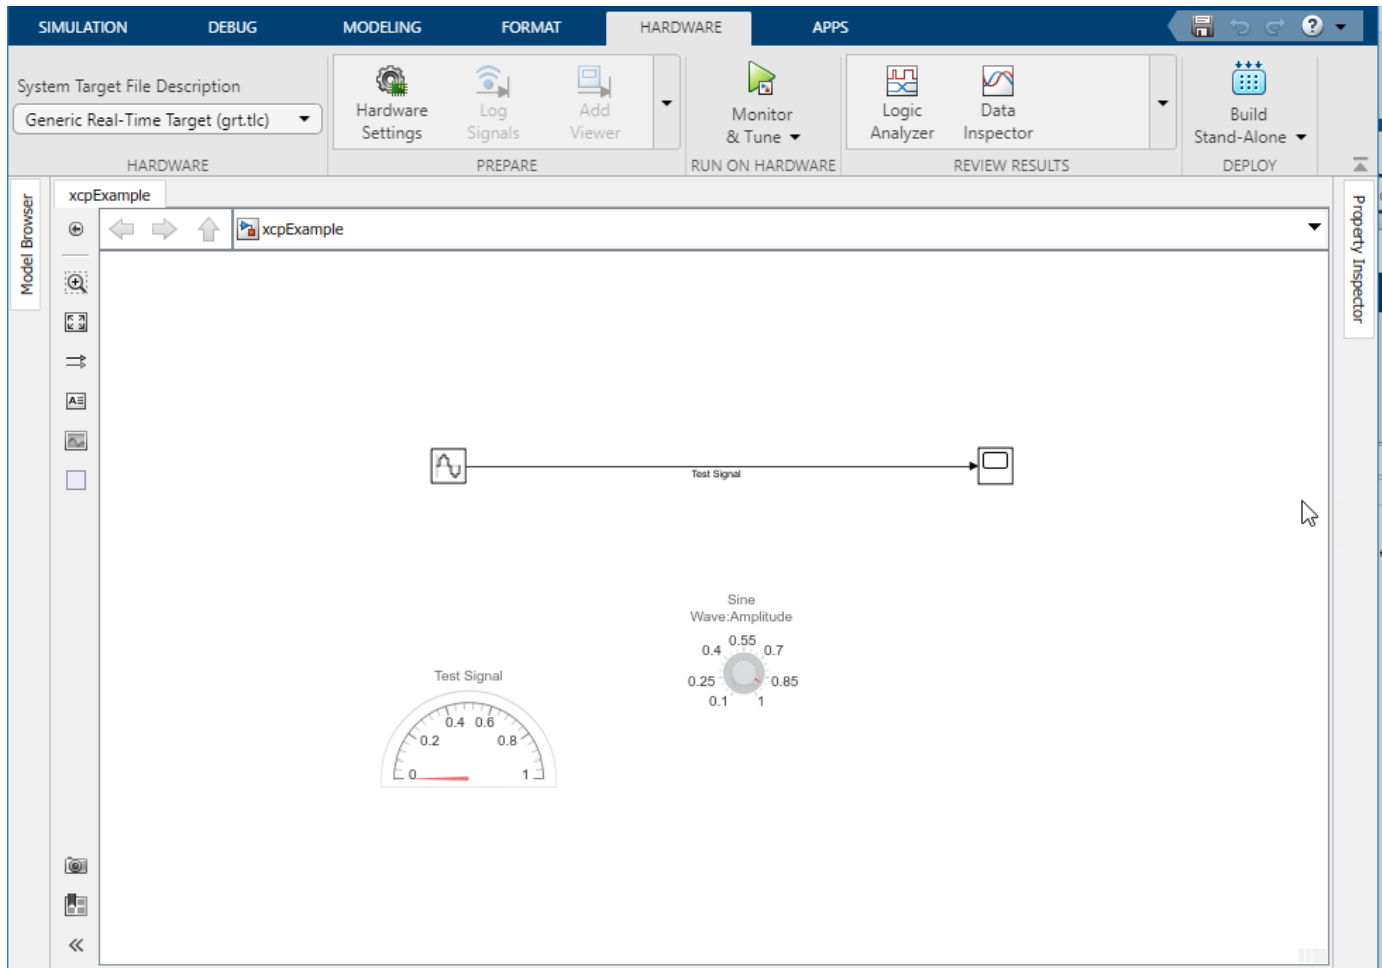 SIMULATION DEBUG MODELING FORMAT HARDWARE APPS
?
System Target File Description
Generic Real-Time Target (grt.tlc)
HARDWARE
Hardware
Settings
Log
Signals
Add
Viewer
PREPARE
Monitor
& Tune
RUN ON HARDWARE
Logic
Analyzer
Data
Inspector
REVIEW RESULTS
Build
Stand-Alone
DEPLOY
Model Browser
xcpExample
xcpExample
Property Inspector
A
Test Signal
Sine
Wave:Amplitude
0.55
0.4 0.7
0.25 0.85
0.1 1
Test Signal
0.4 0.6
0.2 0.8
0 1